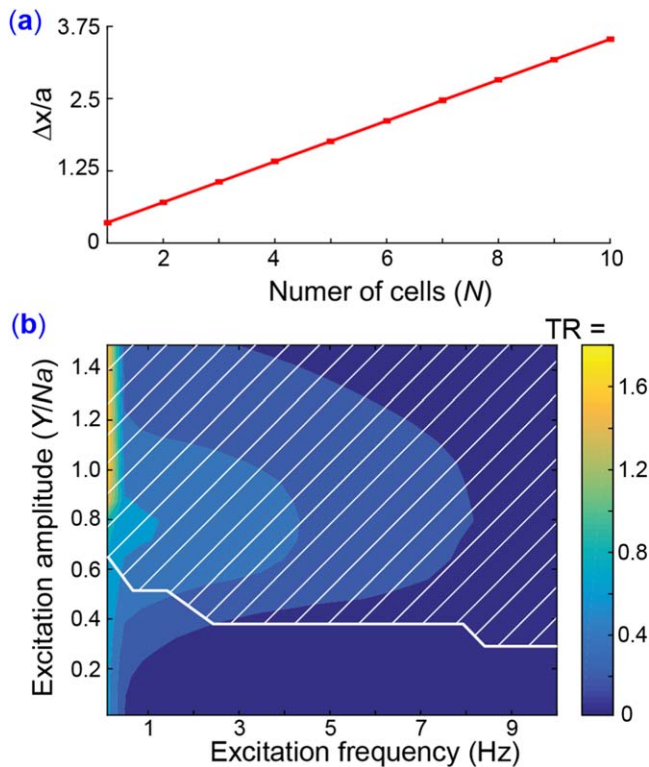 (a)
3.75
2.5
1.25
0
Δx/a
2 4 6 8 10
Numer of cells (N)
(b)
TR =
1.4
1.2
1.0
0.8
0.6
0.4
0.2
Excitation amplitude (Y/Na)
1 3 5 7 9
Excitation frequency (Hz)
1.6
1.2
0.8
0.4
0